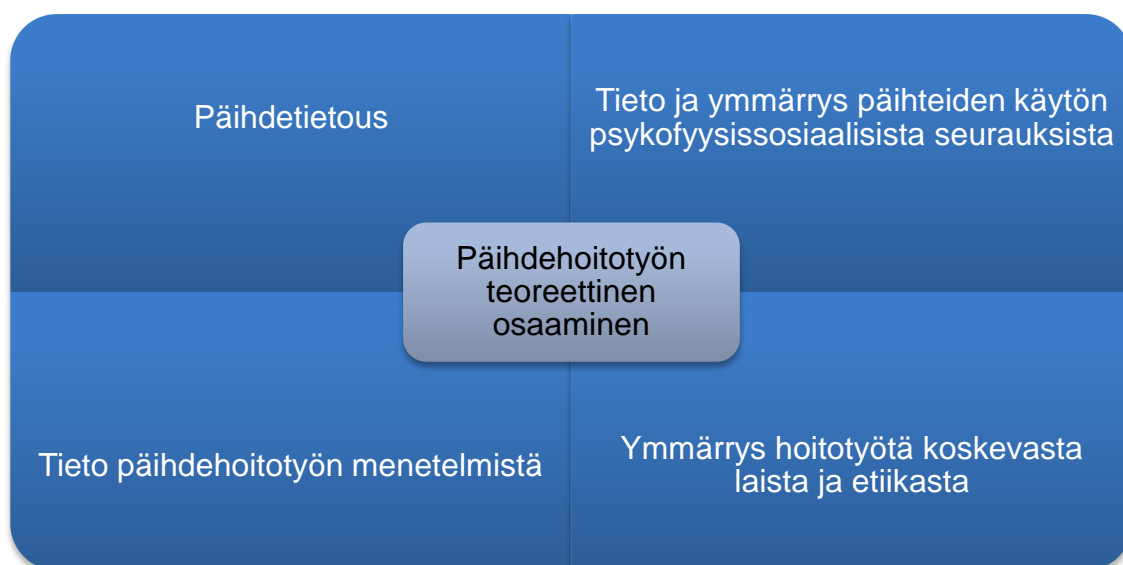 Päihdetietous
Tieto ja ymmärrys päihteiden käytön
psykofyysissosiaalisista seurauksista
Päihdehoitotyön
teoreettinen
osaaminen
Tieto päihdehoitotyön menetelmistä
Ymmärrys hoitotyötä koskevasta
laista ja etiikasta